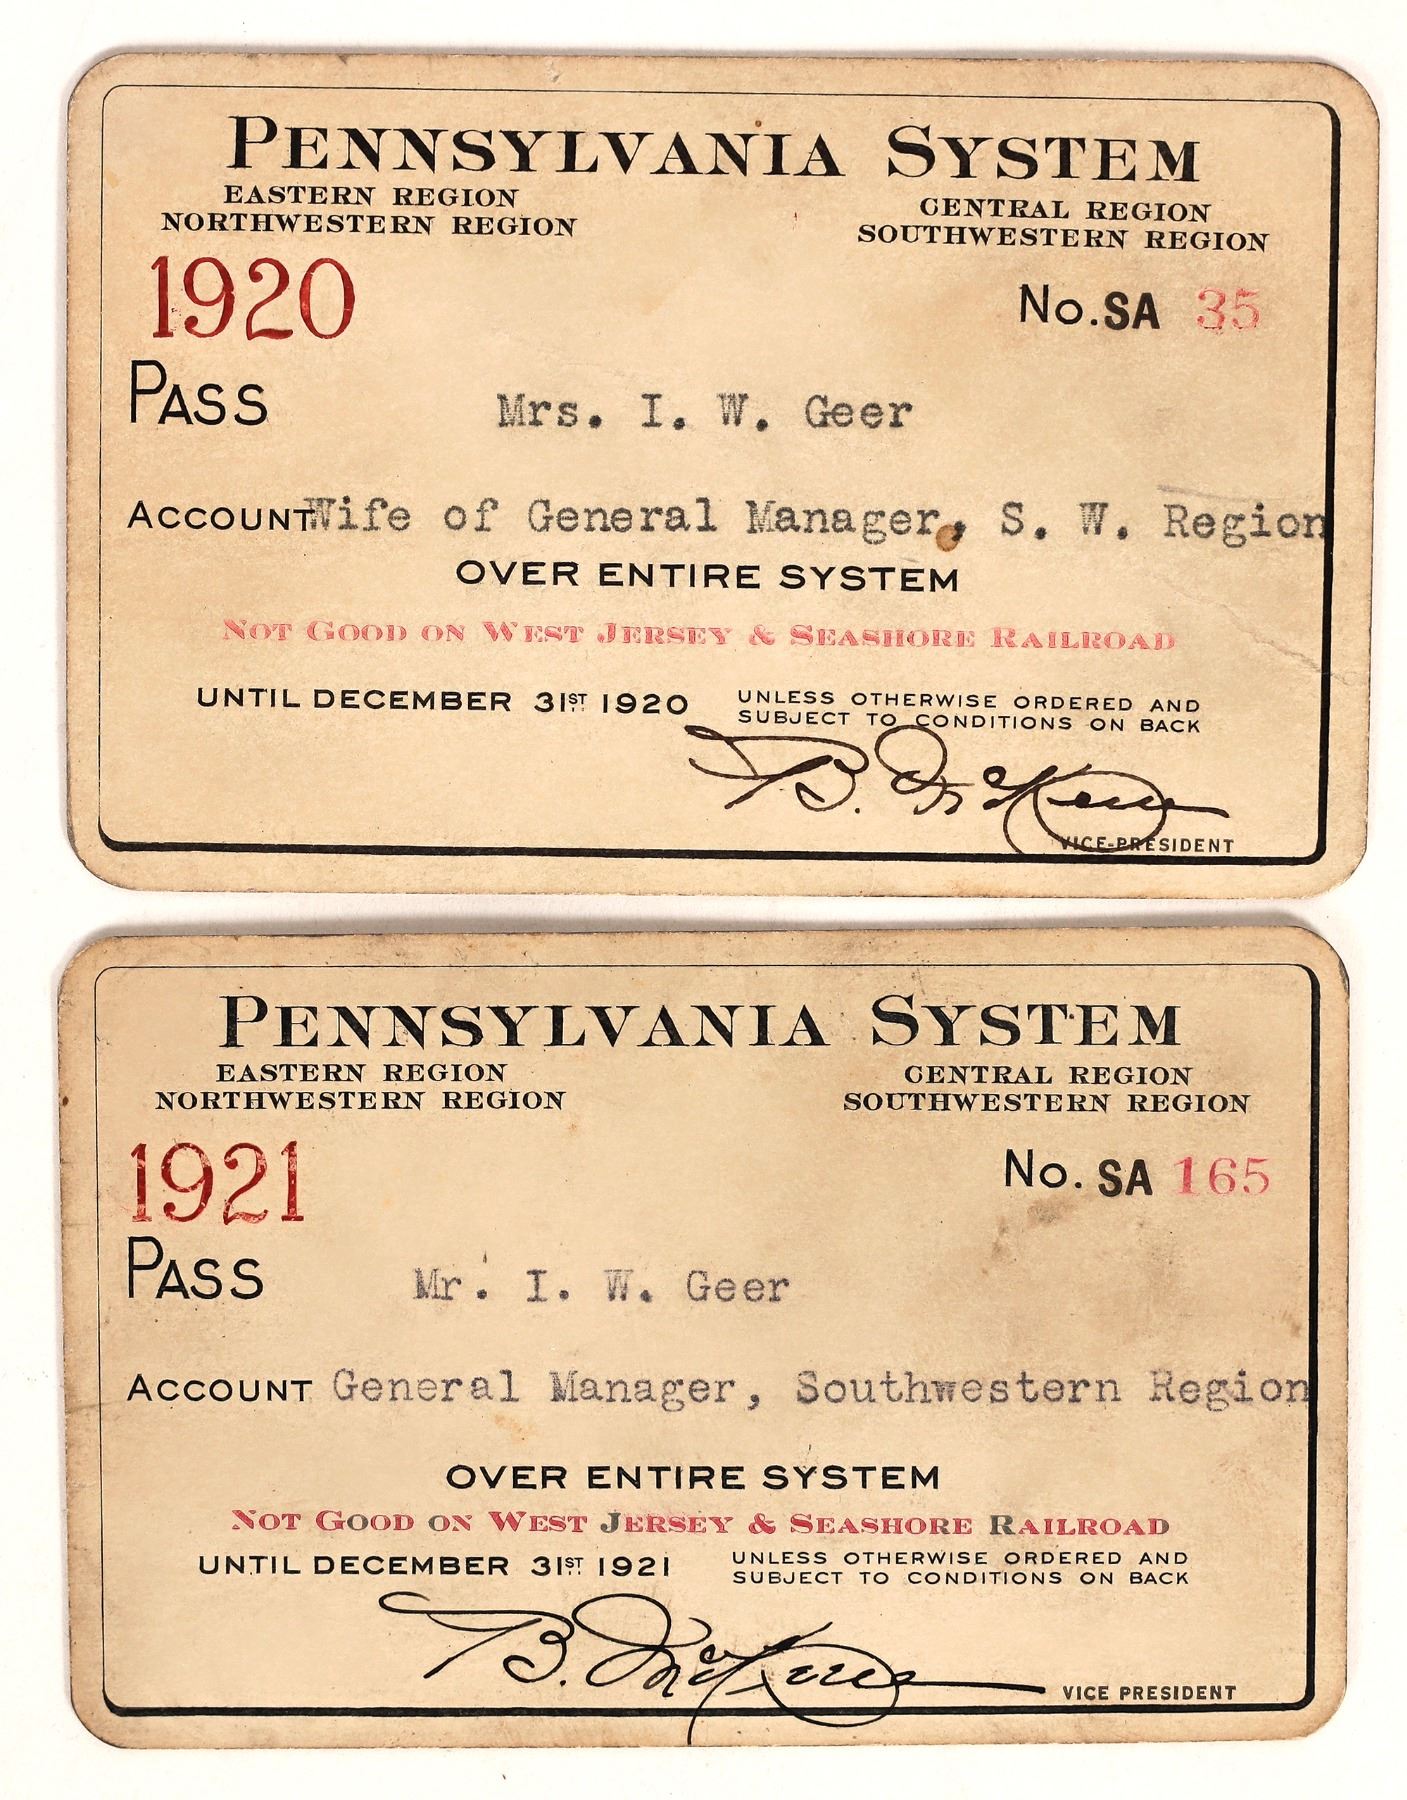 PENNSYLVANIA SYSTEM
EASTERN REGION CENTRAL REGION
NORTHWESTERN REGION SOUTHWESTERN REGION
1920 No. SA 35
PASS Mrs. I. W. Geer
ACCOUNT Wife of General Manager, S. W. Region
OVER ENTIRE SYSTEM
NOT GOOD ON WEST JERSEY & SEASHORE RAILROAD
UNTIL DECEMBER 31ST 1920 UNLESS OTHERWISE ORDERED AND
SUBJECT TO CONDITIONS ON BACK
B. McKeen
VICE-PRESIDENT
PENNSYLVANIA SYSTEM
EASTERN REGION CENTRAL REGION
NORTHWESTERN REGION SOUTHWESTERN REGION
1921 No. SA 165
PASS Mr. I. W. Geer
ACCOUNT General Manager, Southwestern Region
OVER ENTIRE SYSTEM
NOT GOOD ON WEST JERSEY & SEASHORE RAILROAD
UNTIL DECEMBER 31ST 1921 UNLESS OTHERWISE ORDERED AND
SUBJECT TO CONDITIONS ON BACK
B. McKeen
VICE PRESIDENT